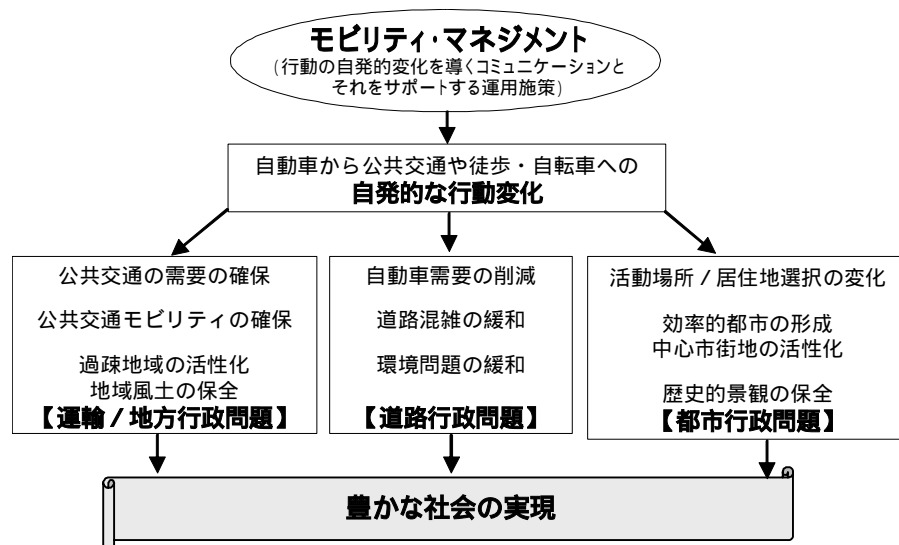 モビリティ・マネジメント
(行動の自発的変化を導くコミュニケーションと
それをサポートする運用施策)
自動車から公共交通や徒歩・自転車への
自発的な行動変化
公共交通の需要の確保
公共交通モビリティの確保
過疎地域の活性化
地域風土の保全
【運輸/地方行政問題】
自動車需要の削減
道路混雑の緩和
環境問題の緩和
【道路行政問題】
活動場所/居住地選択の変化
効率的都市の形成
中心市街地の活性化
歴史的景観の保全
【都市行政問題】
豊かな社会の実現